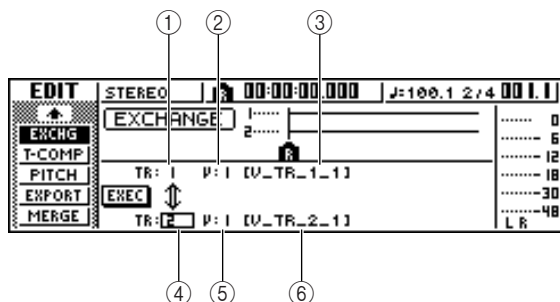 ① ② ③
EDIT STEREO R 00:00:00.000 ♩=100.1 2/4 001.1
EXCHANGE 1 2 R
EXCHG
T-COMP
PITCH
EXPORT
MERGE
TR: 1 V: 1 [V_TR_1_1]
EXEC
TR: 2 V: 1 [V_TR_2_1]
0
6
12
18
30
48
L R
④ ⑤ ⑥